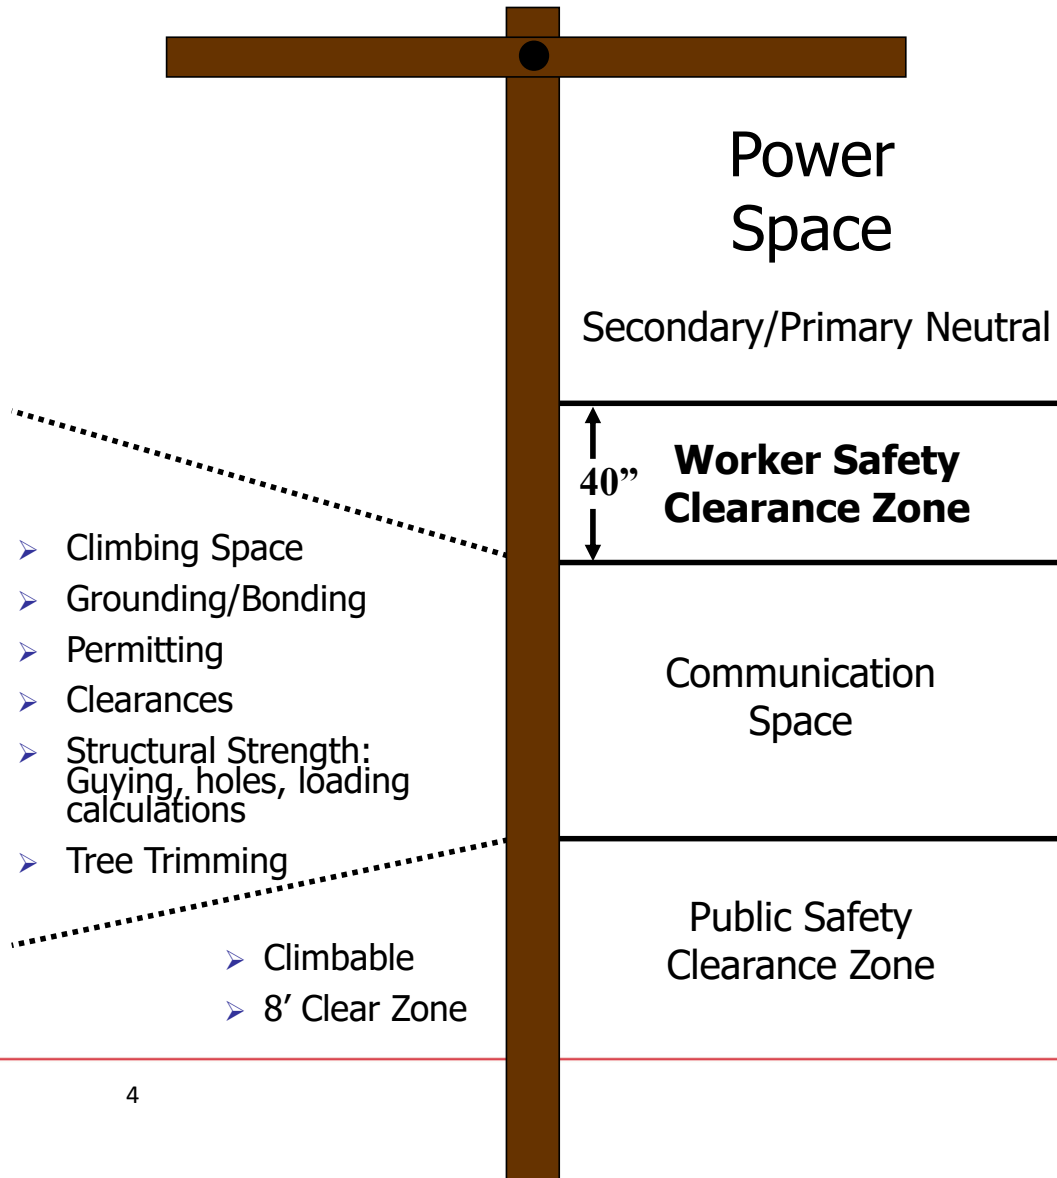 Power
Space
Secondary/Primary Neutral
40”
Worker Safety
Clearance Zone
➢ Climbing Space
➢ Grounding/Bonding
➢ Permitting
➢ Clearances
➢ Structural Strength:
Guying, holes, loading
calculations
➢ Tree Trimming
Communication
Space
Public Safety
Clearance Zone
➢ Climbable
➢ 8’ Clear Zone
4